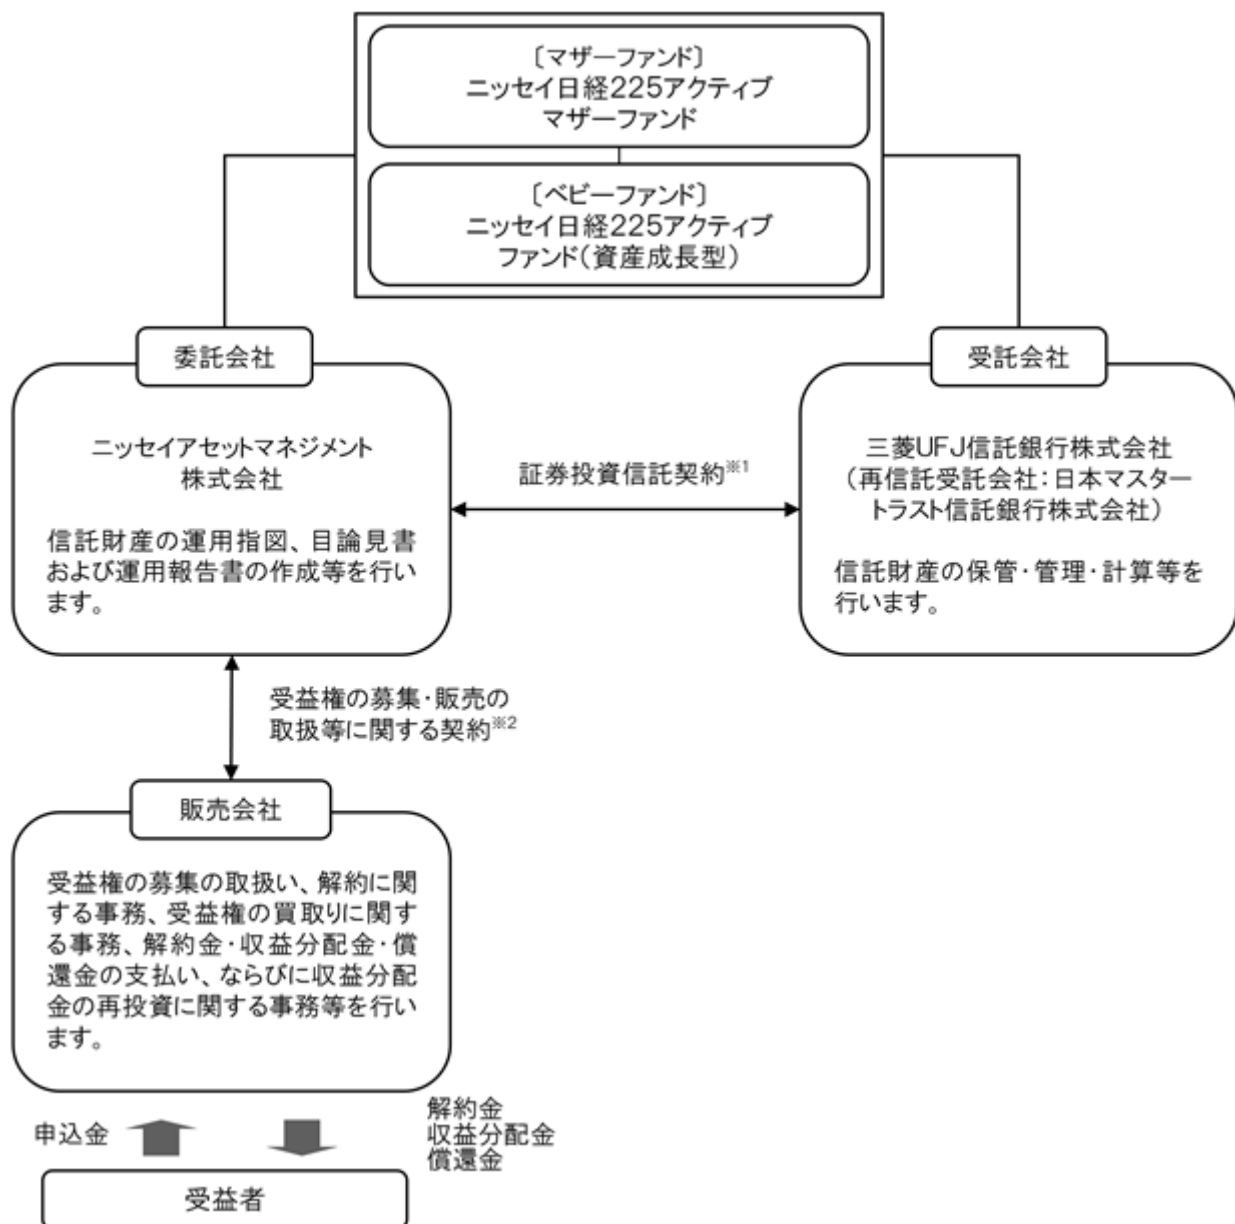 〔マザーファンド〕
ニッセイ日経225アクティブ
マザーファンド
〔ベビーファンド〕
ニッセイ日経225アクティブ
ファンド(資産成長型)
委託会社
ニッセイアセットマネジメント
株式会社
信託財産の運用指図、目論見書
および運用報告書の作成等を行い
ます。
証券投資信託契約※1
受託会社
三菱UFJ信託銀行株式会社
(再信託受託会社:日本マスター
トラスト信託銀行株式会社)
信託財産の保管・管理・計算等を
行います。
受益権の募集・販売の
取扱等に関する契約※2
販売会社
受益権の募集の取扱い、解約に関
する事務、受益権の買取りに関す
る事務、解約金・収益分配金・償
還金の支払い、ならびに収益分配
金の再投資に関する事務等を行い
ます。
申込金
解約金
収益分配金
償還金
受益者